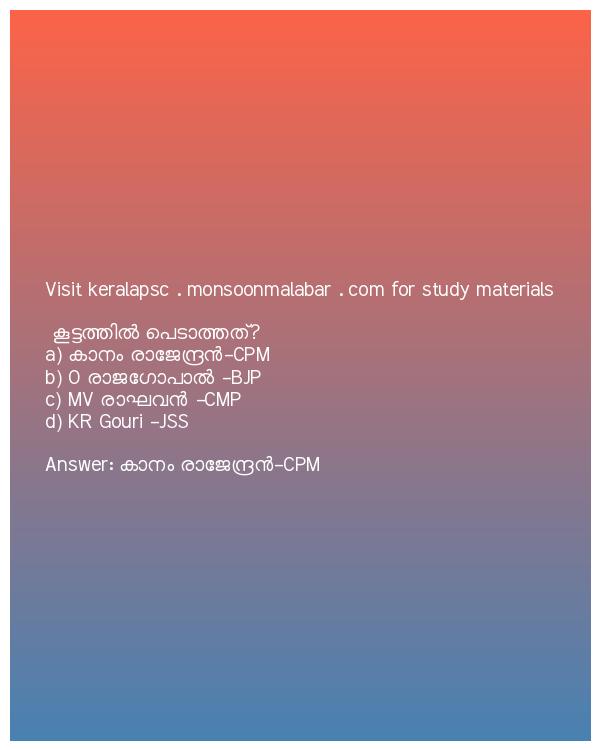 Visit keralapsc . monsoonmalabar . com for study materials
കൂട്ടത്തിൽ പെടാത്തത്?
a) കാനം രാജേന്ദ്രൻ-CPM
b) O രാജഗോപാൽ -BJP
c) MV രാഘവൻ -CMP
d) KR Gouri -JSS
Answer: കാനം രാജേന്ദ്രൻ-CPM